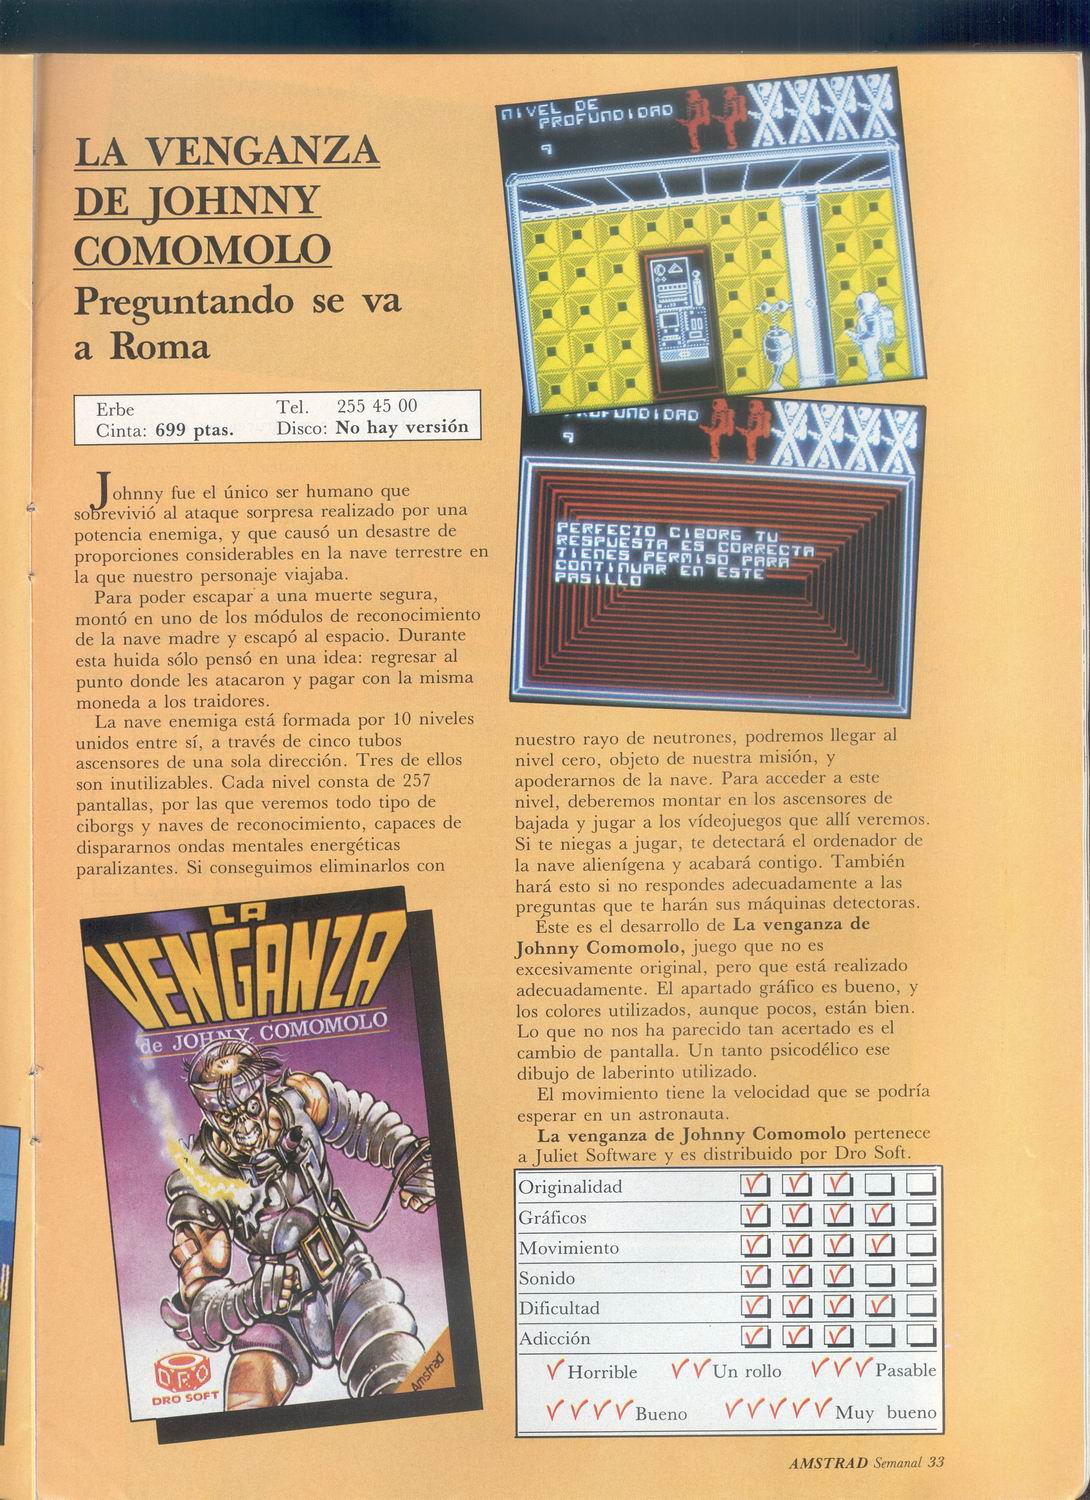 LA VENGANZA
DE JOHNNY
COMOMOLO
Preguntando se va
a Roma
Erbe Tel. 255 45 00
Cinta: 699 ptas. Disco: No hay versión
Johnny fue el único ser humano que
sobrevivió al ataque sorpresa realizado por una
potencia enemiga, y que causó un desastre de
proporciones considerables en la nave terrestre en
la que nuestro personaje viajaba.
Para poder escapar a una muerte segura,
montó en uno de los módulos de reconocimiento
de la nave madre y escapó al espacio. Durante
esta huida sólo pensó en una idea: regresar al
punto donde les atacaron y pagar con la misma
moneda a los traidores.
La nave enemiga está formada por 10 niveles
unidos entre sí, a través de cinco tubos
ascensores de una sola dirección. Tres de ellos
son inutilizables. Cada nivel consta de 257
pantallas, por las que veremos todo tipo de
ciborgs y naves de reconocimiento, capaces de
dispararnos ondas mentales energéticas
paralizantes. Si conseguimos eliminarlos con
LA
VENGANZA
de JOHNY COMOMOLO
DRO SOFT
Amstrad
NIVEL DE
PROFUNDIDAD
9
PROFUNDIDAD
9
PERFECTO CIBORG TU
RESPUESTA ES CORRECTA
TIENES PERMISO PARA
CONTINUAR EN ESTE
PASILLO
nuestro rayo de neutrones, podremos llegar al
nivel cero, objeto de nuestra misión, y
apoderarnos de la nave. Para acceder a este
nivel, deberemos montar en los ascensores de
bajada y jugar a los vídeojuegos que allí veremos.
Si te niegas a jugar, te detectará el ordenador de
la nave alienígena y acabará contigo. También
hará esto si no respondes adecuadamente a las
preguntas que te harán sus máquinas detectoras.
Éste es el desarrollo de La venganza de
Johnny Comomolo, juego que no es
excesivamente original, pero que está realizado
adecuadamente. El apartado gráfico es bueno, y
los colores utilizados, aunque pocos, están bien.
Lo que no nos ha parecido tan acertado es el
cambio de pantalla. Un tanto psicodélico ese
dibujo de laberinto utilizado.
El movimiento tiene la velocidad que se podría
esperar en un astronauta.
La venganza de Johnny Comomolo pertenece
a Juliet Software y es distribuido por Dro Soft.
Originalidad
Gráficos
Movimiento
Sonido
Dificultad
Adicción
Horrible Un rollo Pasable
Bueno Muy bueno
AMSTRAD Semanal 33